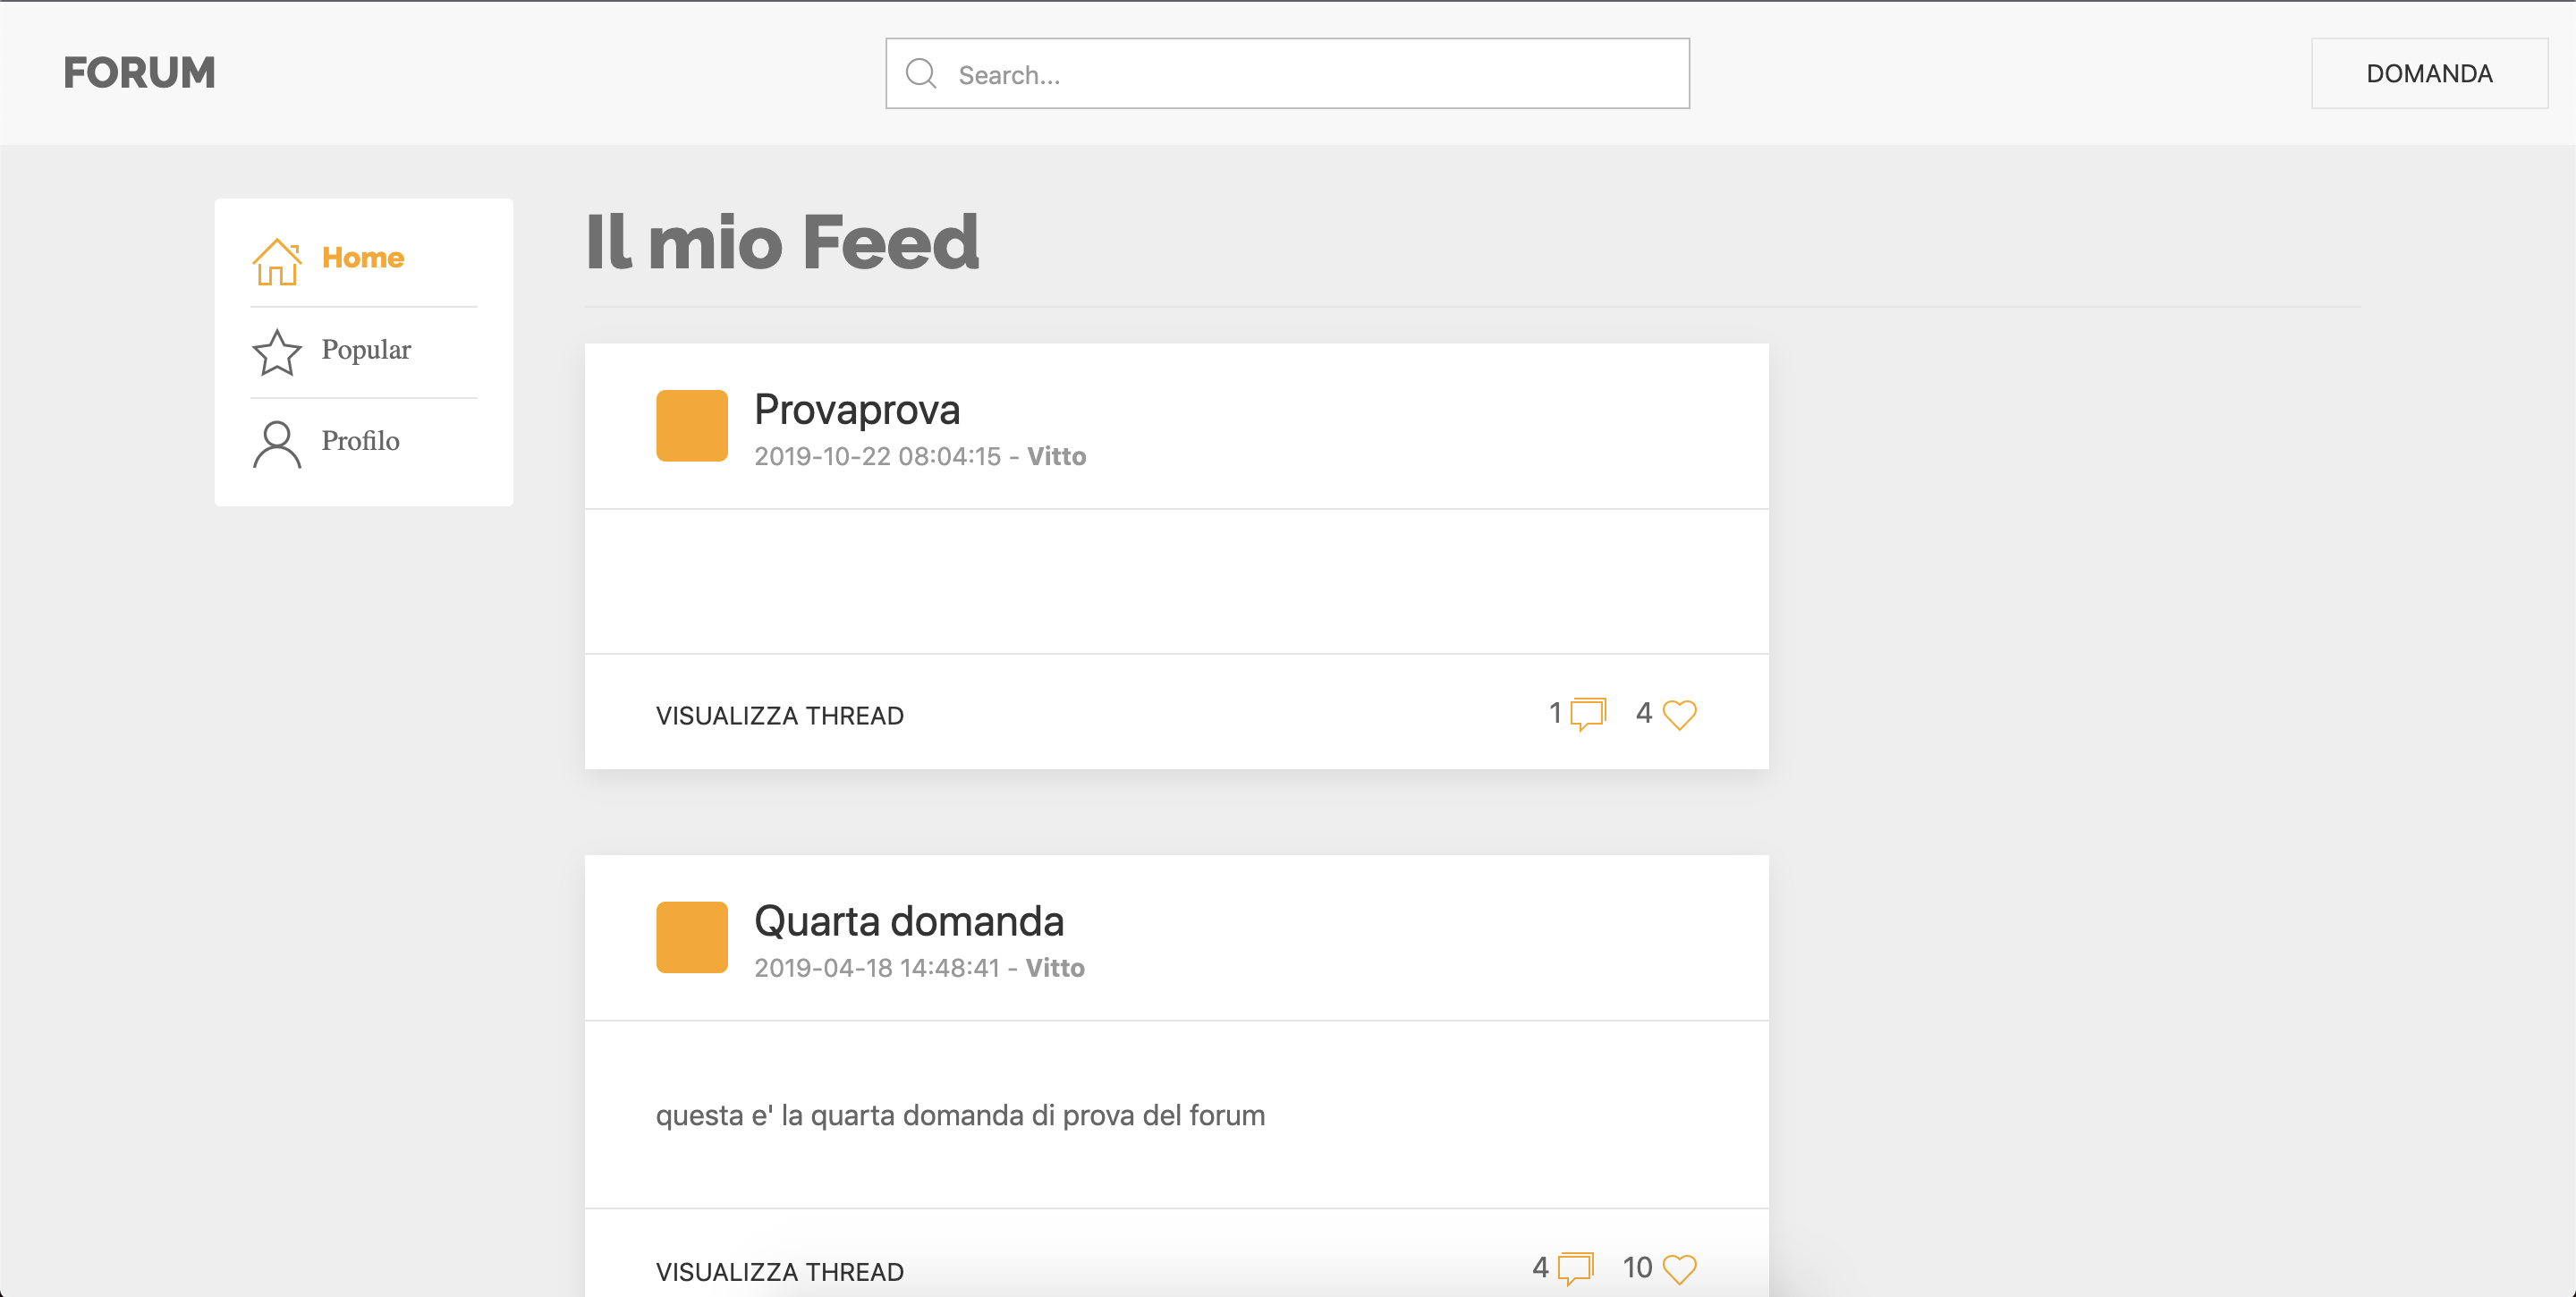 FORUM
Search...
DOMANDA
Home
Popular
Profilo
Il mio Feed
Provaprova
2019-10-22 08:04:15 - Vitto
VISUALIZZA THREAD
1
4
Quarta domanda
2019-04-18 14:48:41 - Vitto
questa e' la quarta domanda di prova del forum
VISUALIZZA THREAD
4
10